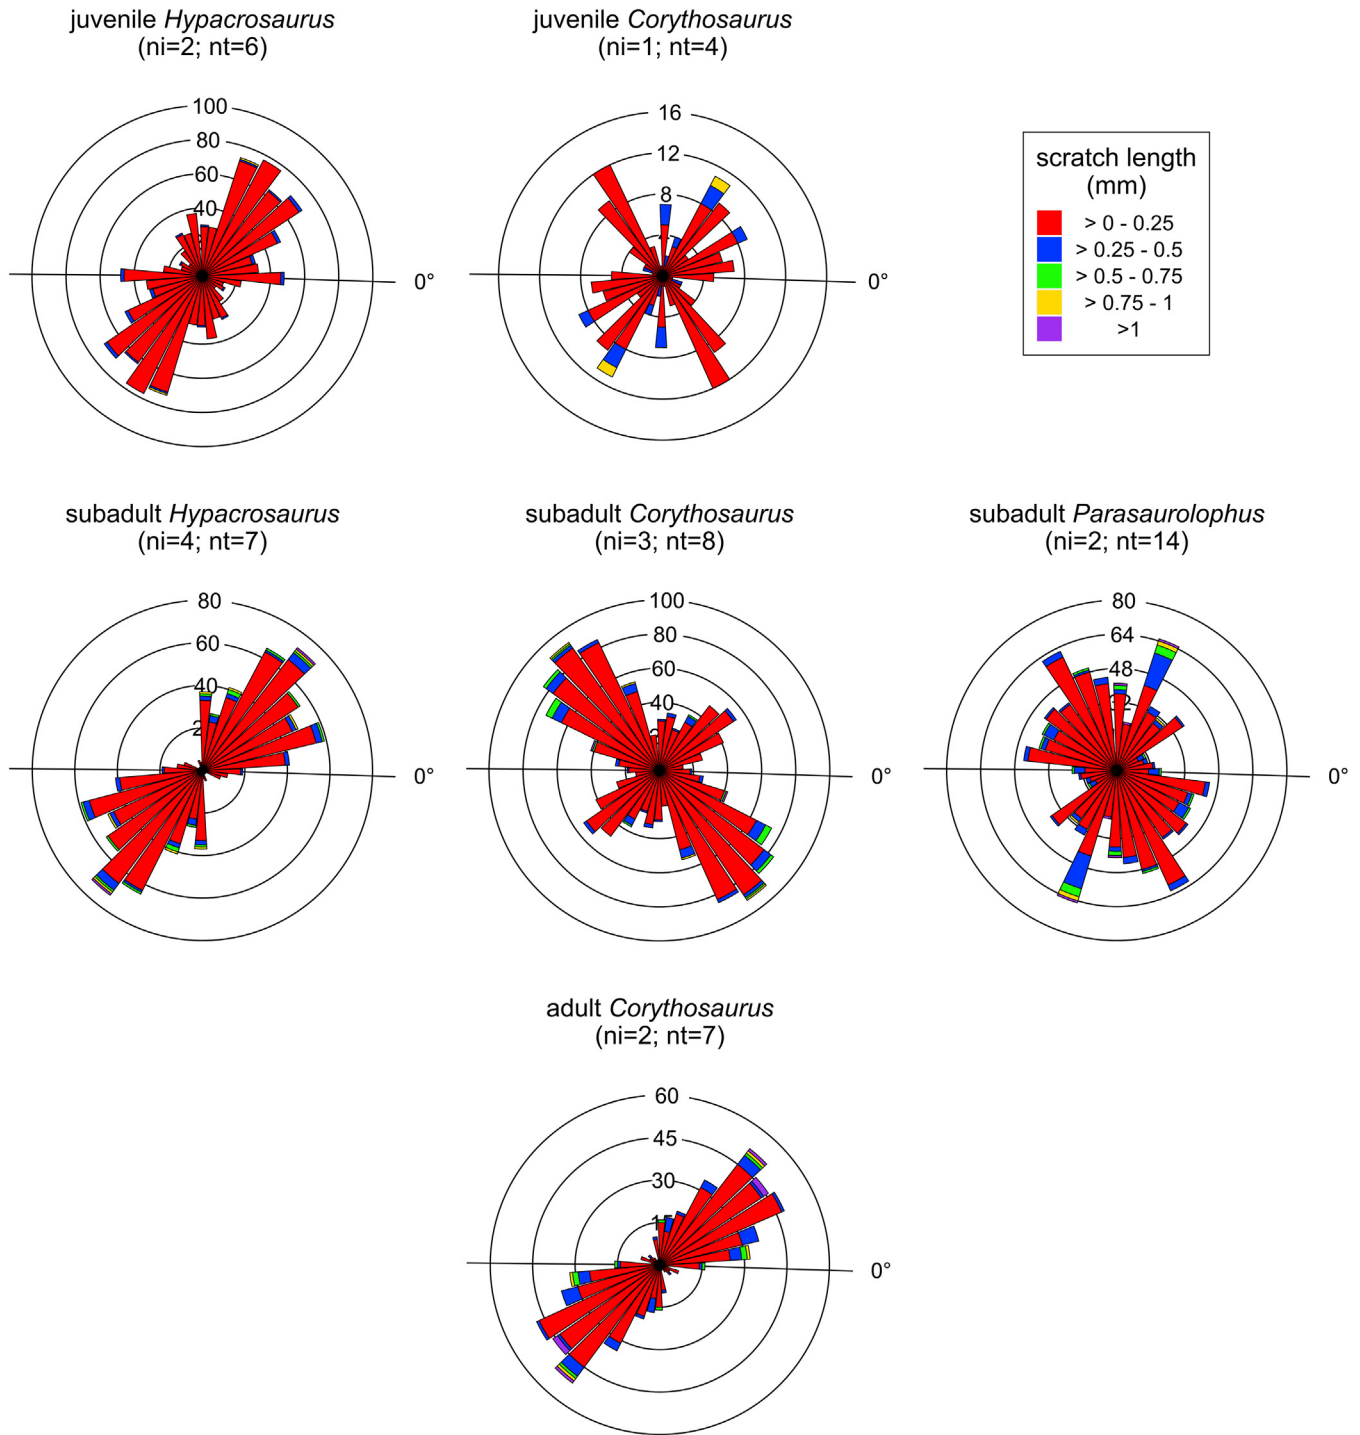 juvenile Hypacrosaurus
(ni=2; nt=6)
100
80
60
40
0°
juvenile Corythosaurus
(ni=1; nt=4)
16
12
8
0°
scratch length
(mm)
> 0 - 0.25
> 0.25 - 0.5
> 0.5 - 0.75
> 0.75 - 1
>1
subadult Hypacrosaurus
(ni=4; nt=7)
80
60
40
0°
subadult Corythosaurus
(ni=3; nt=8)
100
80
60
40
0°
subadult Parasaurolophus
(ni=2; nt=14)
80
64
48
32
0°
adult Corythosaurus
(ni=2; nt=7)
60
45
30
15
0°